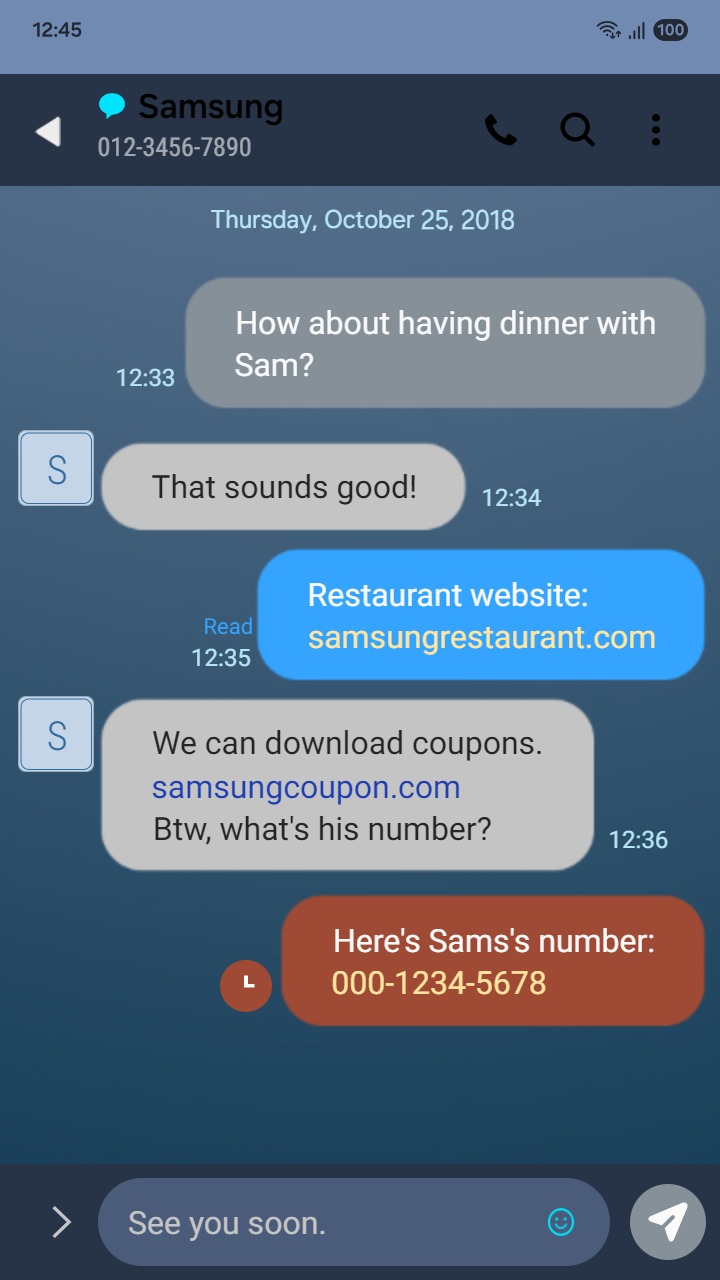 12:45
100
Samsung
012-3456-7890
Thursday, October 25, 2018
How about having dinner with
Sam?
12:33
S
That sounds good!
12:34
Restaurant website:
samsungrestaurant.com
Read
12:35
S
We can download coupons.
samsungcoupon.com
Btw, what's his number?
12:36
Here's Sams's number:
000-1234-5678
See you soon.